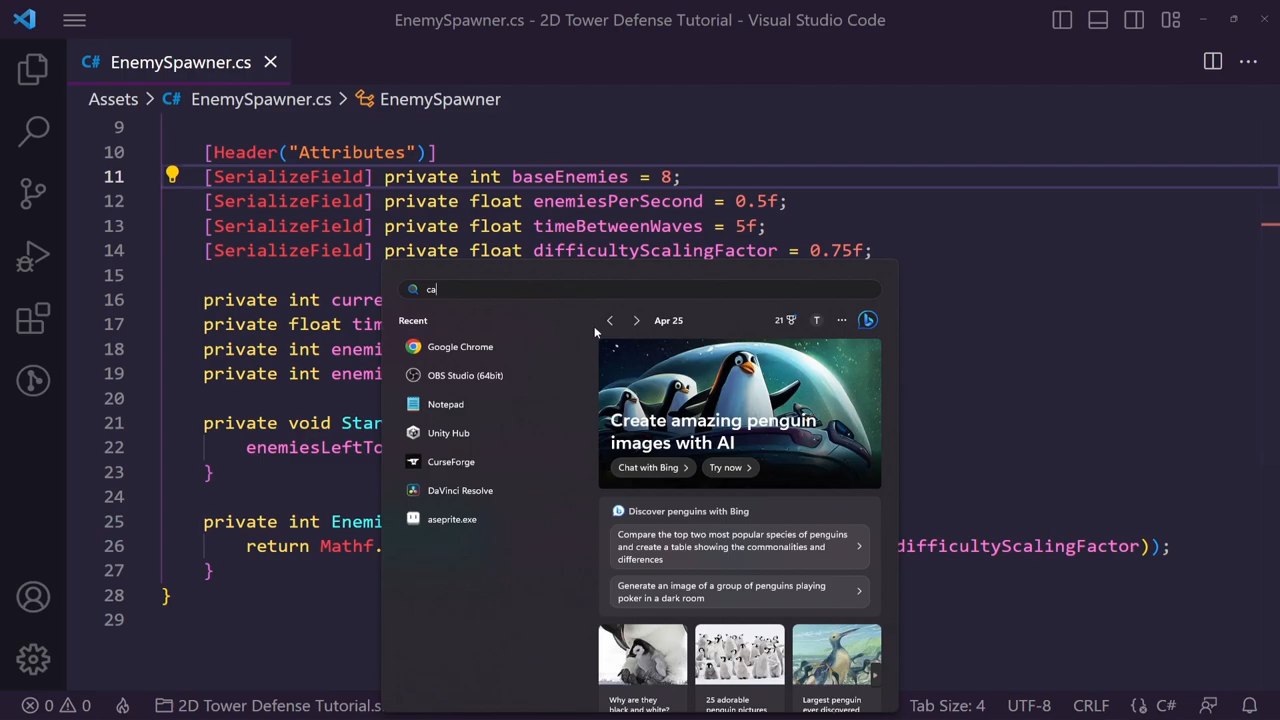 EnemySpawner.cs - 2D Tower Defense Tutorial - Visual Studio Code
C# EnemySpawner.cs
Assets > C# EnemySpawner.cs > EnemySpawner
9
10 [Header("Attributes")]
11 [SerializeField] private int baseEnemies = 8;
12 [SerializeField] private float enemiesPerSecond = 0.5f;
13 [SerializeField] private float timeBetweenWaves = 5f;
14 [SerializeField] private float difficultyScalingFactor = 0.75f;
15
16 private int curre
17 private float tim
18 private int enemi
19 private int enemi
20
21 private void Star
22 enemiesLeftTo
23 }
24
25 private int Enemi
26 return Mathf. difficultyScalingFactor));
27 }
28 }
29
ca
Recent
Google Chrome
OBS Studio (64bit)
Notepad
Unity Hub
CurseForge
DaVinci Resolve
aseprite.exe
Apr 25
21
T
Create amazing penguin
images with AI
Chat with Bing >
Try now >
Discover penguins with Bing
Compare the top two most popular species of penguins
and create a table showing the commonalities and
differences
Generate an image of a group of penguins playing
poker in a dark room
Why are they
black and white?
25 adorable
penguin pictures
Largest penguin
ever discovered
0 0 2D Tower Defense Tutorial.s
Tab Size: 4 UTF-8 CRLF {} C#